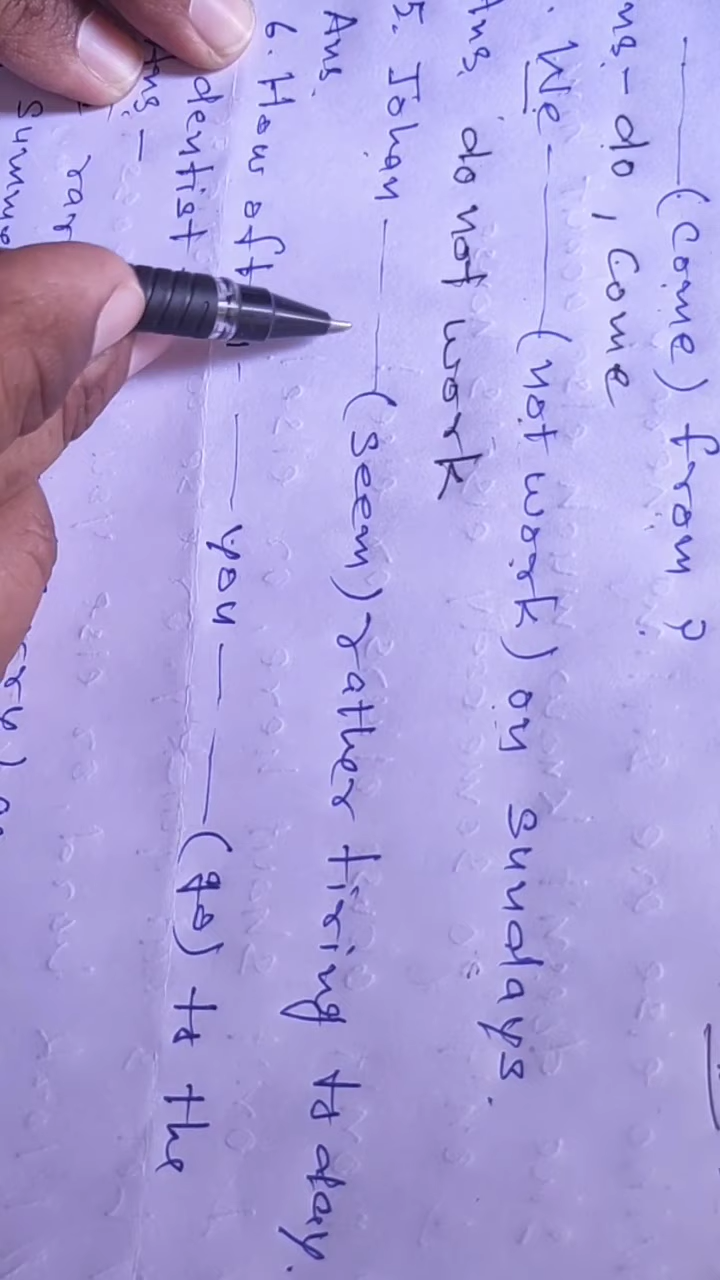 (Come) from ?
Ans - do, Come
We (not work) on sundays.
Ans. do not work
5. Johan (seem) rather tiring today.
Ans.
6. How oft you (go) to the
dentist
Ans -